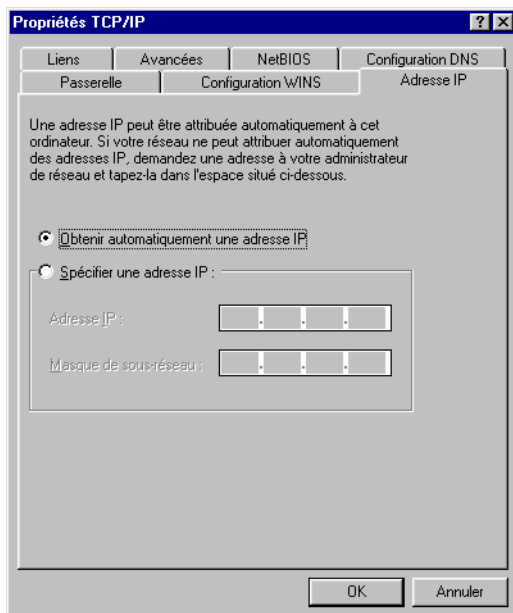 Propriétés TCP/IP
Liens Avancées NetBIOS Configuration DNS
Passerelle Configuration WINS Adresse IP
Une adresse IP peut être attribuée automatiquement à cet
ordinateur. Si votre réseau ne peut attribuer automatiquement
des adresses IP, demandez une adresse à votre administrateur
de réseau et tapez-la dans l'espace situé ci-dessous.
Obtenir automatiquement une adresse IP
Spécifier une adresse IP :
Adresse IP :
Masque de sous-réseau :
OK Annuler